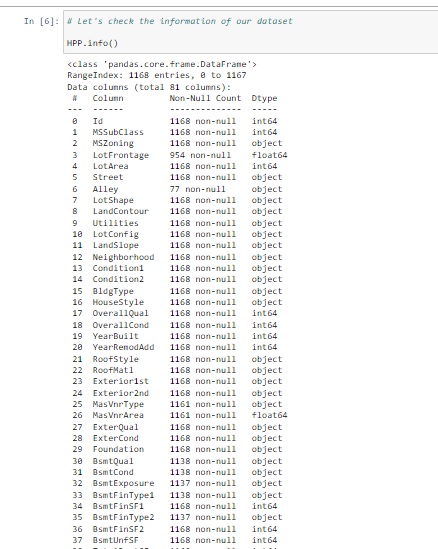 In [6]: # Let's check the information of our dataset
HPP.info()
<class 'pandas.core.frame.DataFrame'>
RangeIndex: 1168 entries, 0 to 1167
Data columns (total 81 columns):
# Column Non-Null Count Dtype
--- ------ -------------- -----
0 Id 1168 non-null int64
1 MSSubClass 1168 non-null int64
2 MSZoning 1168 non-null object
3 LotFrontage 954 non-null float64
4 LotArea 1168 non-null int64
5 Street 1168 non-null object
6 Alley 77 non-null object
7 LotShape 1168 non-null object
8 LandContour 1168 non-null object
9 Utilities 1168 non-null object
10 LotConfig 1168 non-null object
11 LandSlope 1168 non-null object
12 Neighborhood 1168 non-null object
13 Condition1 1168 non-null object
14 Condition2 1168 non-null object
15 BldgType 1168 non-null object
16 HouseStyle 1168 non-null object
17 OverallQual 1168 non-null int64
18 OverallCond 1168 non-null int64
19 YearBuilt 1168 non-null int64
20 YearRemodAdd 1168 non-null int64
21 RoofStyle 1168 non-null object
22 RoofMatl 1168 non-null object
23 Exterior1st 1168 non-null object
24 Exterior2nd 1168 non-null object
25 MasVnrType 1161 non-null object
26 MasVnrArea 1161 non-null float64
27 ExterQual 1168 non-null object
28 ExterCond 1168 non-null object
29 Foundation 1168 non-null object
30 BsmtQual 1138 non-null object
31 BsmtCond 1138 non-null object
32 BsmtExposure 1137 non-null object
33 BsmtFinType1 1138 non-null object
34 BsmtFinSF1 1168 non-null int64
35 BsmtFinType2 1137 non-null object
36 BsmtFinSF2 1168 non-null int64
37 BsmtUnfSF 1168 non-null int64